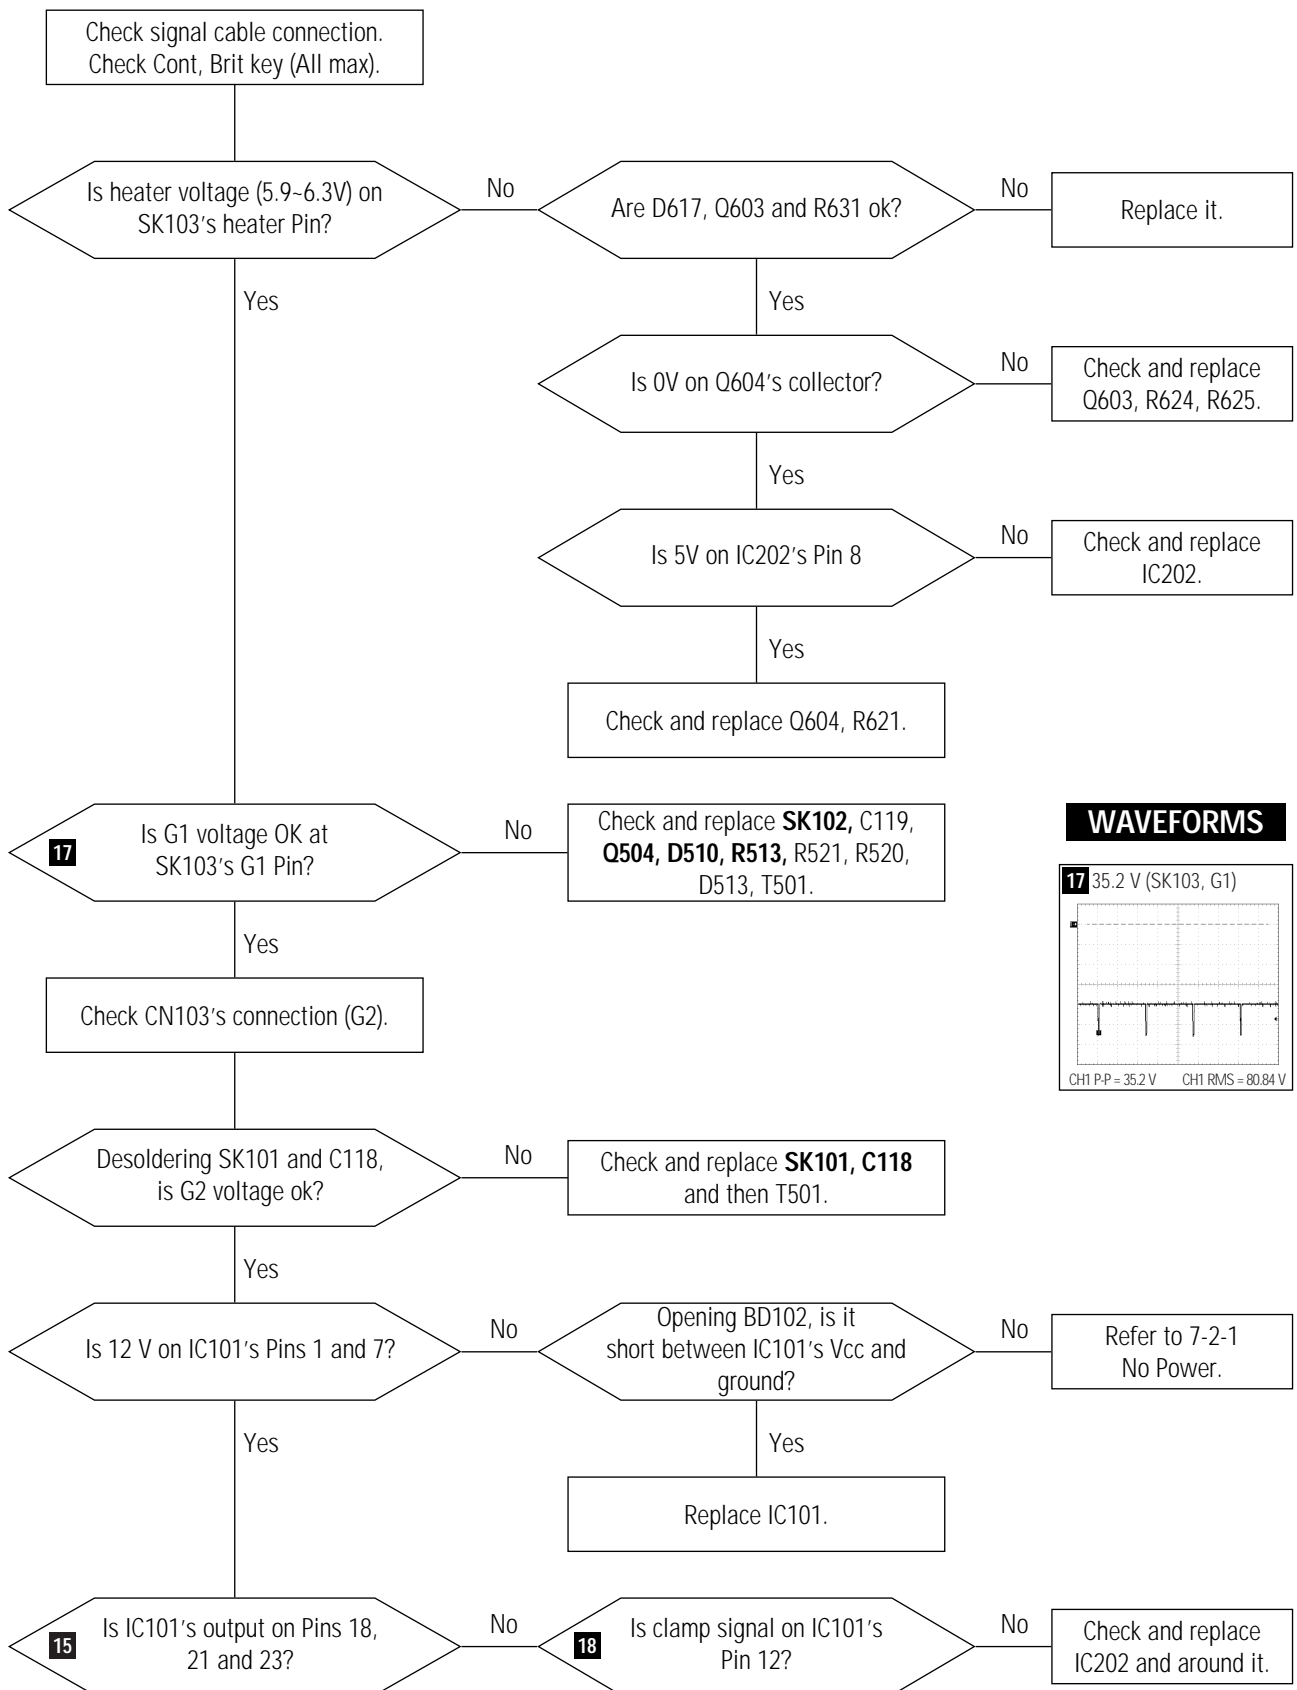 Check signal cable connection.
Check Cont, Brit key (All max).
Is heater voltage (5.9~6.3V) on
SK103's heater Pin?
No
Are D617, Q603 and R631 ok?
No
Replace it.
Yes
Yes
Is 0V on Q604's collector?
No
Check and replace
Q603, R624, R625.
Yes
Is 5V on IC202's Pin 8
No
Check and replace
IC202.
Yes
Check and replace Q604, R621.
17
Is G1 voltage OK at
SK103's G1 Pin?
No
Check and replace SK102, C119,
Q504, D510, R513, R521, R520,
D513, T501.
WAVEFORMS
17 35.2 V (SK103, G1)
CH1 P-P = 35.2 V CH1 RMS = 80.84 V
Yes
Check CN103's connection (G2).
Desoldering SK101 and C118,
is G2 voltage ok?
No
Check and replace SK101, C118
and then T501.
Yes
Is 12 V on IC101's Pins 1 and 7?
No
Opening BD102, is it
short between IC101's Vcc and
ground?
No
Refer to 7-2-1
No Power.
Yes
Yes
Replace IC101.
15
Is IC101's output on Pins 18,
21 and 23?
No
18
Is clamp signal on IC101's
Pin 12?
No
Check and replace
IC202 and around it.